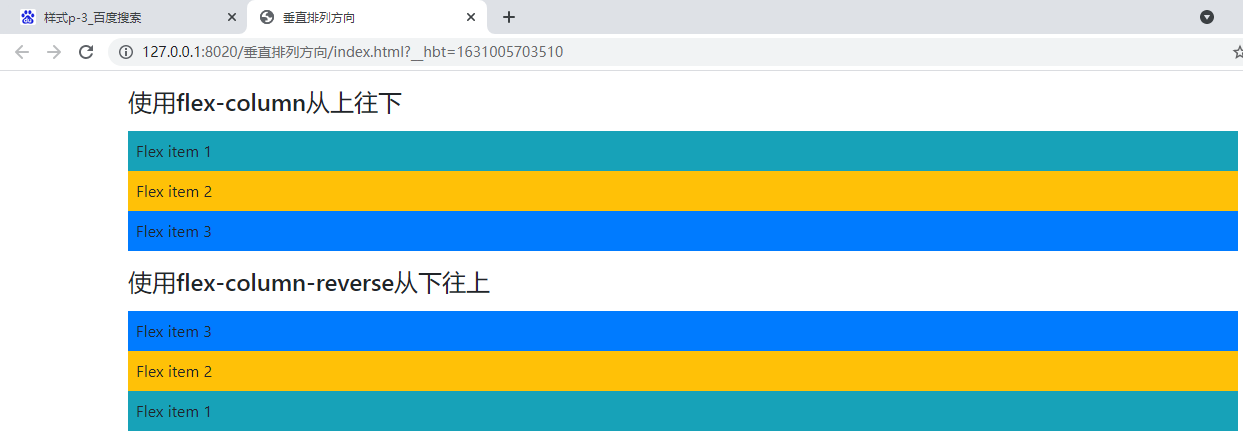 样式p-3_百度搜索
垂直排列方向
127.0.0.1:8020/垂直排列方向/index.html?__hbt=1631005703510
使用flex-column从上往下
Flex item 1
Flex item 2
Flex item 3
使用flex-column-reverse从下往上
Flex item 3
Flex item 2
Flex item 1